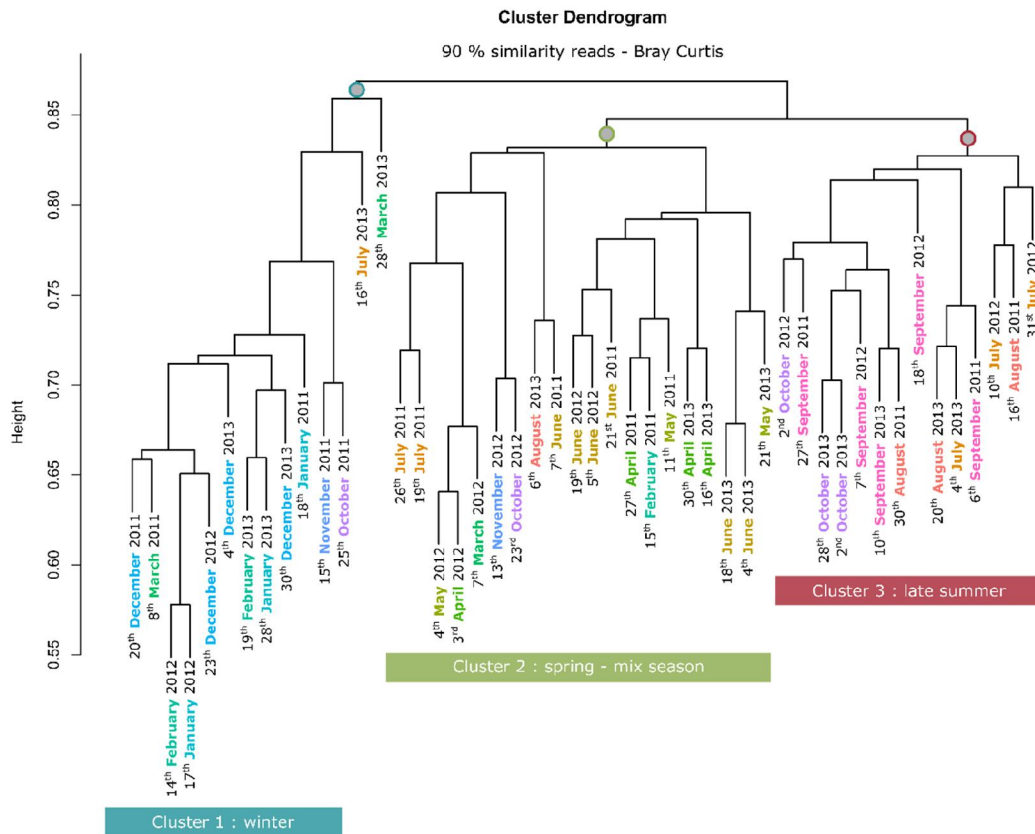 Cluster Dendrogram
90 % similarity reads - Bray Curtis
Height
0.85
0.80
0.75
0.70
0.65
0.60
0.55
20th December 2011
8th March 2011
14th February 2012
17th January 2012
23th December 2012
4th December 2013
19th February 2013
28th January 2013
30th December 2013
18th January 2011
15th November 2011
25th October 2011
16th July 2013
28th March 2013
26th July 2011
19th July 2011
4th May 2012
3rd April 2012
7th March 2012
13th November 2012
23rd October 2012
6th August 2013
7th June 2011
19th June 2012
5th June 2012
21st June 2011
27th April 2011
15th February 2011
11th May 2011
30th April 2013
16th April 2013
18th June 2013
4th June 2013
21th May 2013
2nd October 2012
27th September 2011
28th October 2013
2nd October 2013
7th September 2012
10th September 2013
30th August 2011
18th September 2012
20th August 2013
4th July 2013
6th September 2011
10th July 2012
16th August 2011
31st July 2012
Cluster 1 : winter
Cluster 2 : spring - mix season
Cluster 3 : late summer